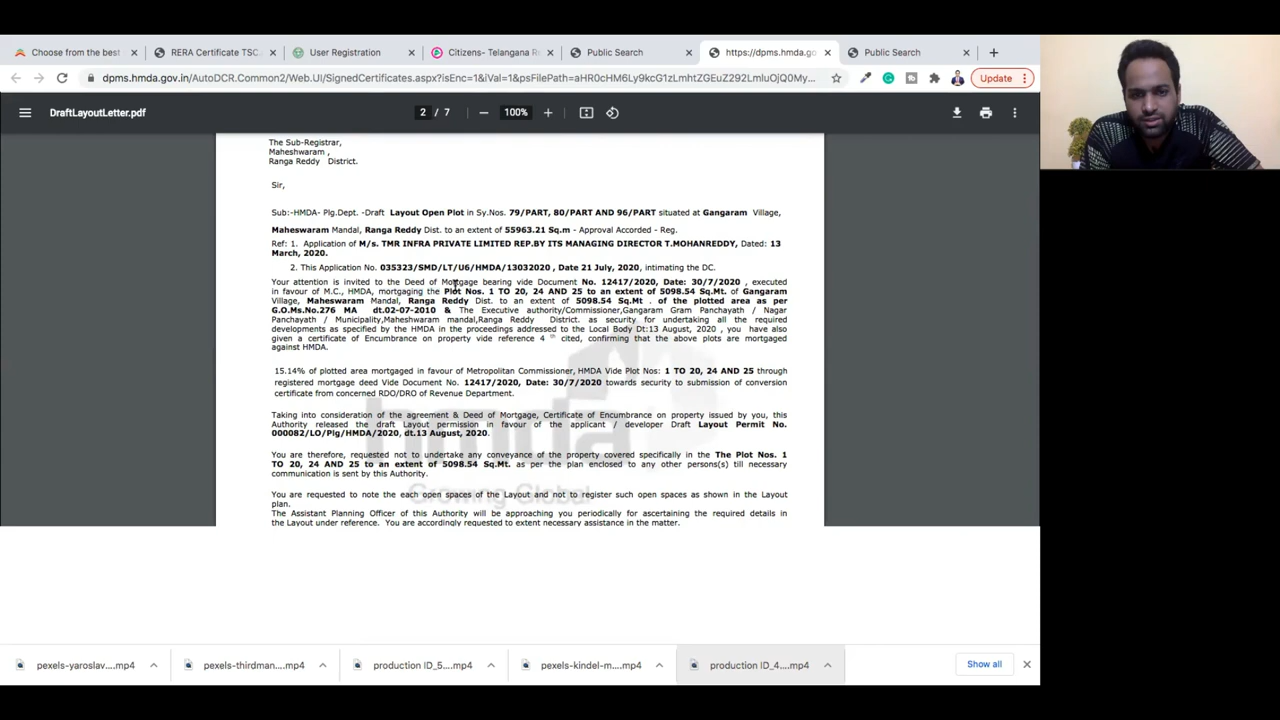 Choose from the best
RERA Certificate TSC.
User Registration
Citizens- Telangana Re
Public Search
https://dpms.hmda.go
Public Search
dpms.hmda.gov.in/AutoDCR.Common2/Web.UI/SignedCertificates.aspx?isEnc=1&iVal=1&psFilePath=aHR0cHM6Ly9kcG1zLmhtZGEuZ292LmluOjQ0My...
Update
DraftLayoutLetter.pdf
2 / 7
100%
The Sub-Registrar,
Maheshwaram ,
Ranga Reddy District.
Sir,
Sub:-HMDA- Plg.Dept. -Draft Layout Open Plot in Sy.Nos. 79/PART, 80/PART AND 96/PART situated at Gangaram Village,
Maheswaram Mandal, Ranga Reddy Dist. to an extent of 55963.21 Sq.m - Approval Accorded - Reg.
Ref: 1. Application of M/s. TMR INFRA PRIVATE LIMITED REP.BY ITS MANAGING DIRECTOR T.MOHANREDDY, Dated: 13
March, 2020.
2. This Application No. 035323/SMD/LT/U6/HMDA/13032020 , Date 21 July, 2020, intimating the DC.
Your attention is invited to the Deed of Mortgage bearing vide Document No. 12417/2020, Date: 30/7/2020 , executed
in favour of M.C., HMDA, mortgaging the Plot Nos. 1 TO 20, 24 AND 25 to an extent of 5098.54 Sq.Mt. of Gangaram
Village, Maheswaram Mandal, Ranga Reddy Dist. to an extent of 5098.54 Sq.Mt . of the plotted area as per
G.O.Ms.No.276 MA dt.02-07-2010 & The Executive authority/Commissioner,Gangaram Gram Panchayath / Nagar
Panchayath / Municipality,Maheswaram mandal,Ranga Reddy District. as security for undertaking all the required
developments as specified by the HMDA in the proceedings addressed to the Local Body Dt:13 August, 2020 , you have also
given a certificate of Encumbrance on property vide reference 4 th cited, confirming that the above plots are mortgaged
against HMDA.
15.14% of plotted area mortgaged in favour of Metropolitan Commissioner, HMDA Vide Plot Nos: 1 TO 20, 24 AND 25 through
registered mortgage deed Vide Document No. 12417/2020, Date: 30/7/2020 towards security to submission of conversion
certificate from concerned RDO/DRO of Revenue Department.
Taking into consideration of the agreement & Deed of Mortgage, Certificate of Encumbrance on property issued by you, this
Authority released the draft Layout permission in favour of the applicant / developer Draft Layout Permit No.
000082/LO/Plg/HMDA/2020, dt.13 August, 2020.
You are therefore, requested not to undertake any conveyance of the property covered specifically in the The Plot Nos. 1
TO 20, 24 AND 25 to an extent of 5098.54 Sq.Mt. as per the plan enclosed to any other persons(s) till necessary
communication is sent by this Authority.
You are requested to note the each open spaces of the Layout and not to register such open spaces as shown in the Layout
plan.
The Assistant Planning Officer of this Authority will be approaching you periodically for ascertaining the required details in
the Layout under reference. You are accordingly requested to extent necessary assistance in the matter.
hmda
Growing Global
pexels-yaroslav....mp4
pexels-thirdman....mp4
production ID_5....mp4
pexels-kindel-m....mp4
production ID_4....mp4
Show all